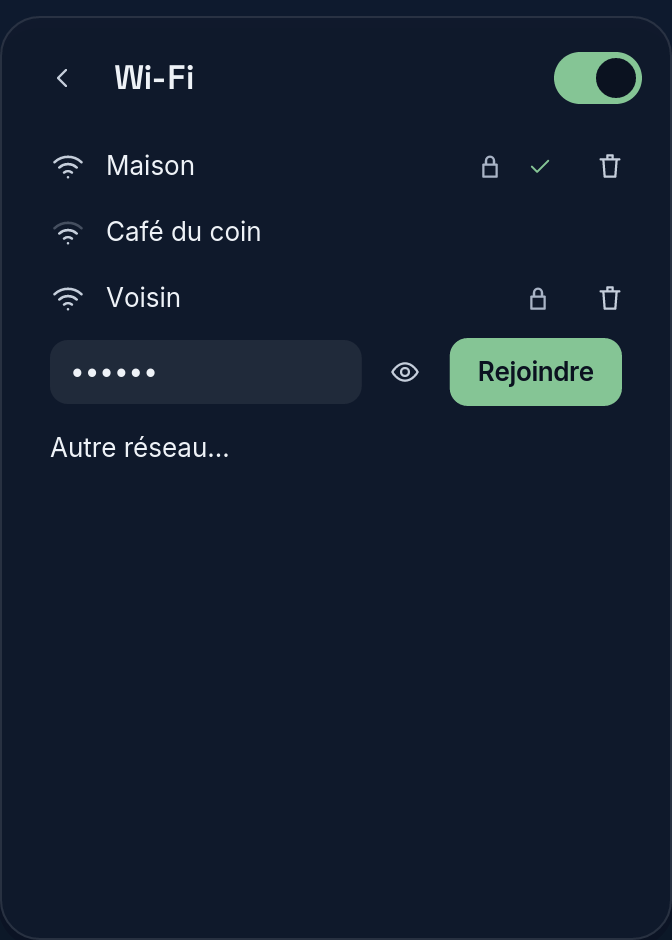 Wi-Fi
Maison
Café du coin
Voisin
••••••
Rejoindre
Autre réseau...